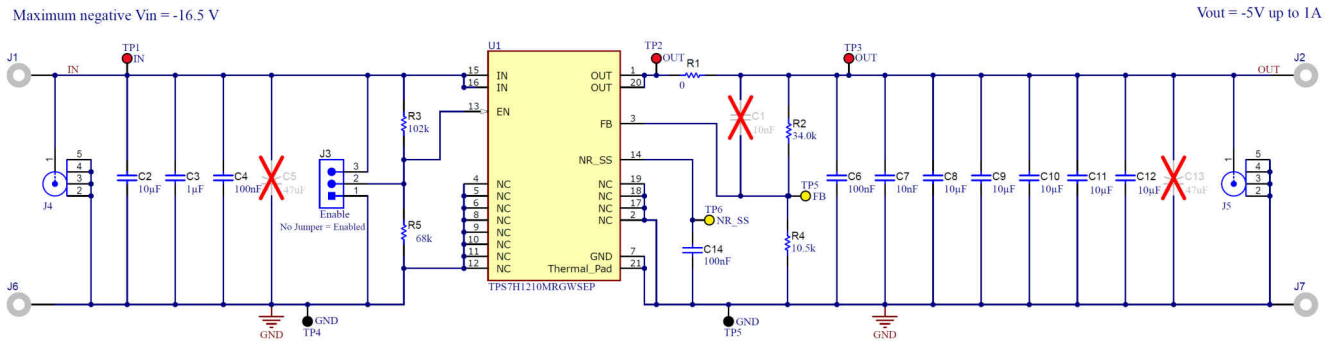 Maximum negative Vin = -16.5 V
Vout = -5V up to 1A
J1
IN
TP1
IN
U1
TP2
OUT
R1
0
TP3
OUT
OUT
J2
15
IN
16
IN
13
EN
OUT
1
OUT
20
FB
3
NR_SS
14
R3
102k
C1
10nF
R2
34.0k
1
5
4
3
2
J4
C2
10µF
C3
1µF
C4
100nF
C5
47uF
J3
3
2
1
Enable
No Jumper = Enabled
R5
68k
4
NC
5
NC
6
NC
8
NC
9
NC
10
NC
11
NC
12
NC
NC
19
NC
18
NC
17
NC
2
GND
7
Thermal_Pad
21
TPS7H1210MRGWSEP
TP6
NR_SS
C14
100nF
TP5
FB
R4
10.5k
C6
100nF
C7
10nF
C8
10µF
C9
10µF
C10
10µF
C11
10µF
C12
10µF
C13
47uF
1
5
4
3
2
J5
J6
GND
GND
TP4
GND
TP5
GND
J7